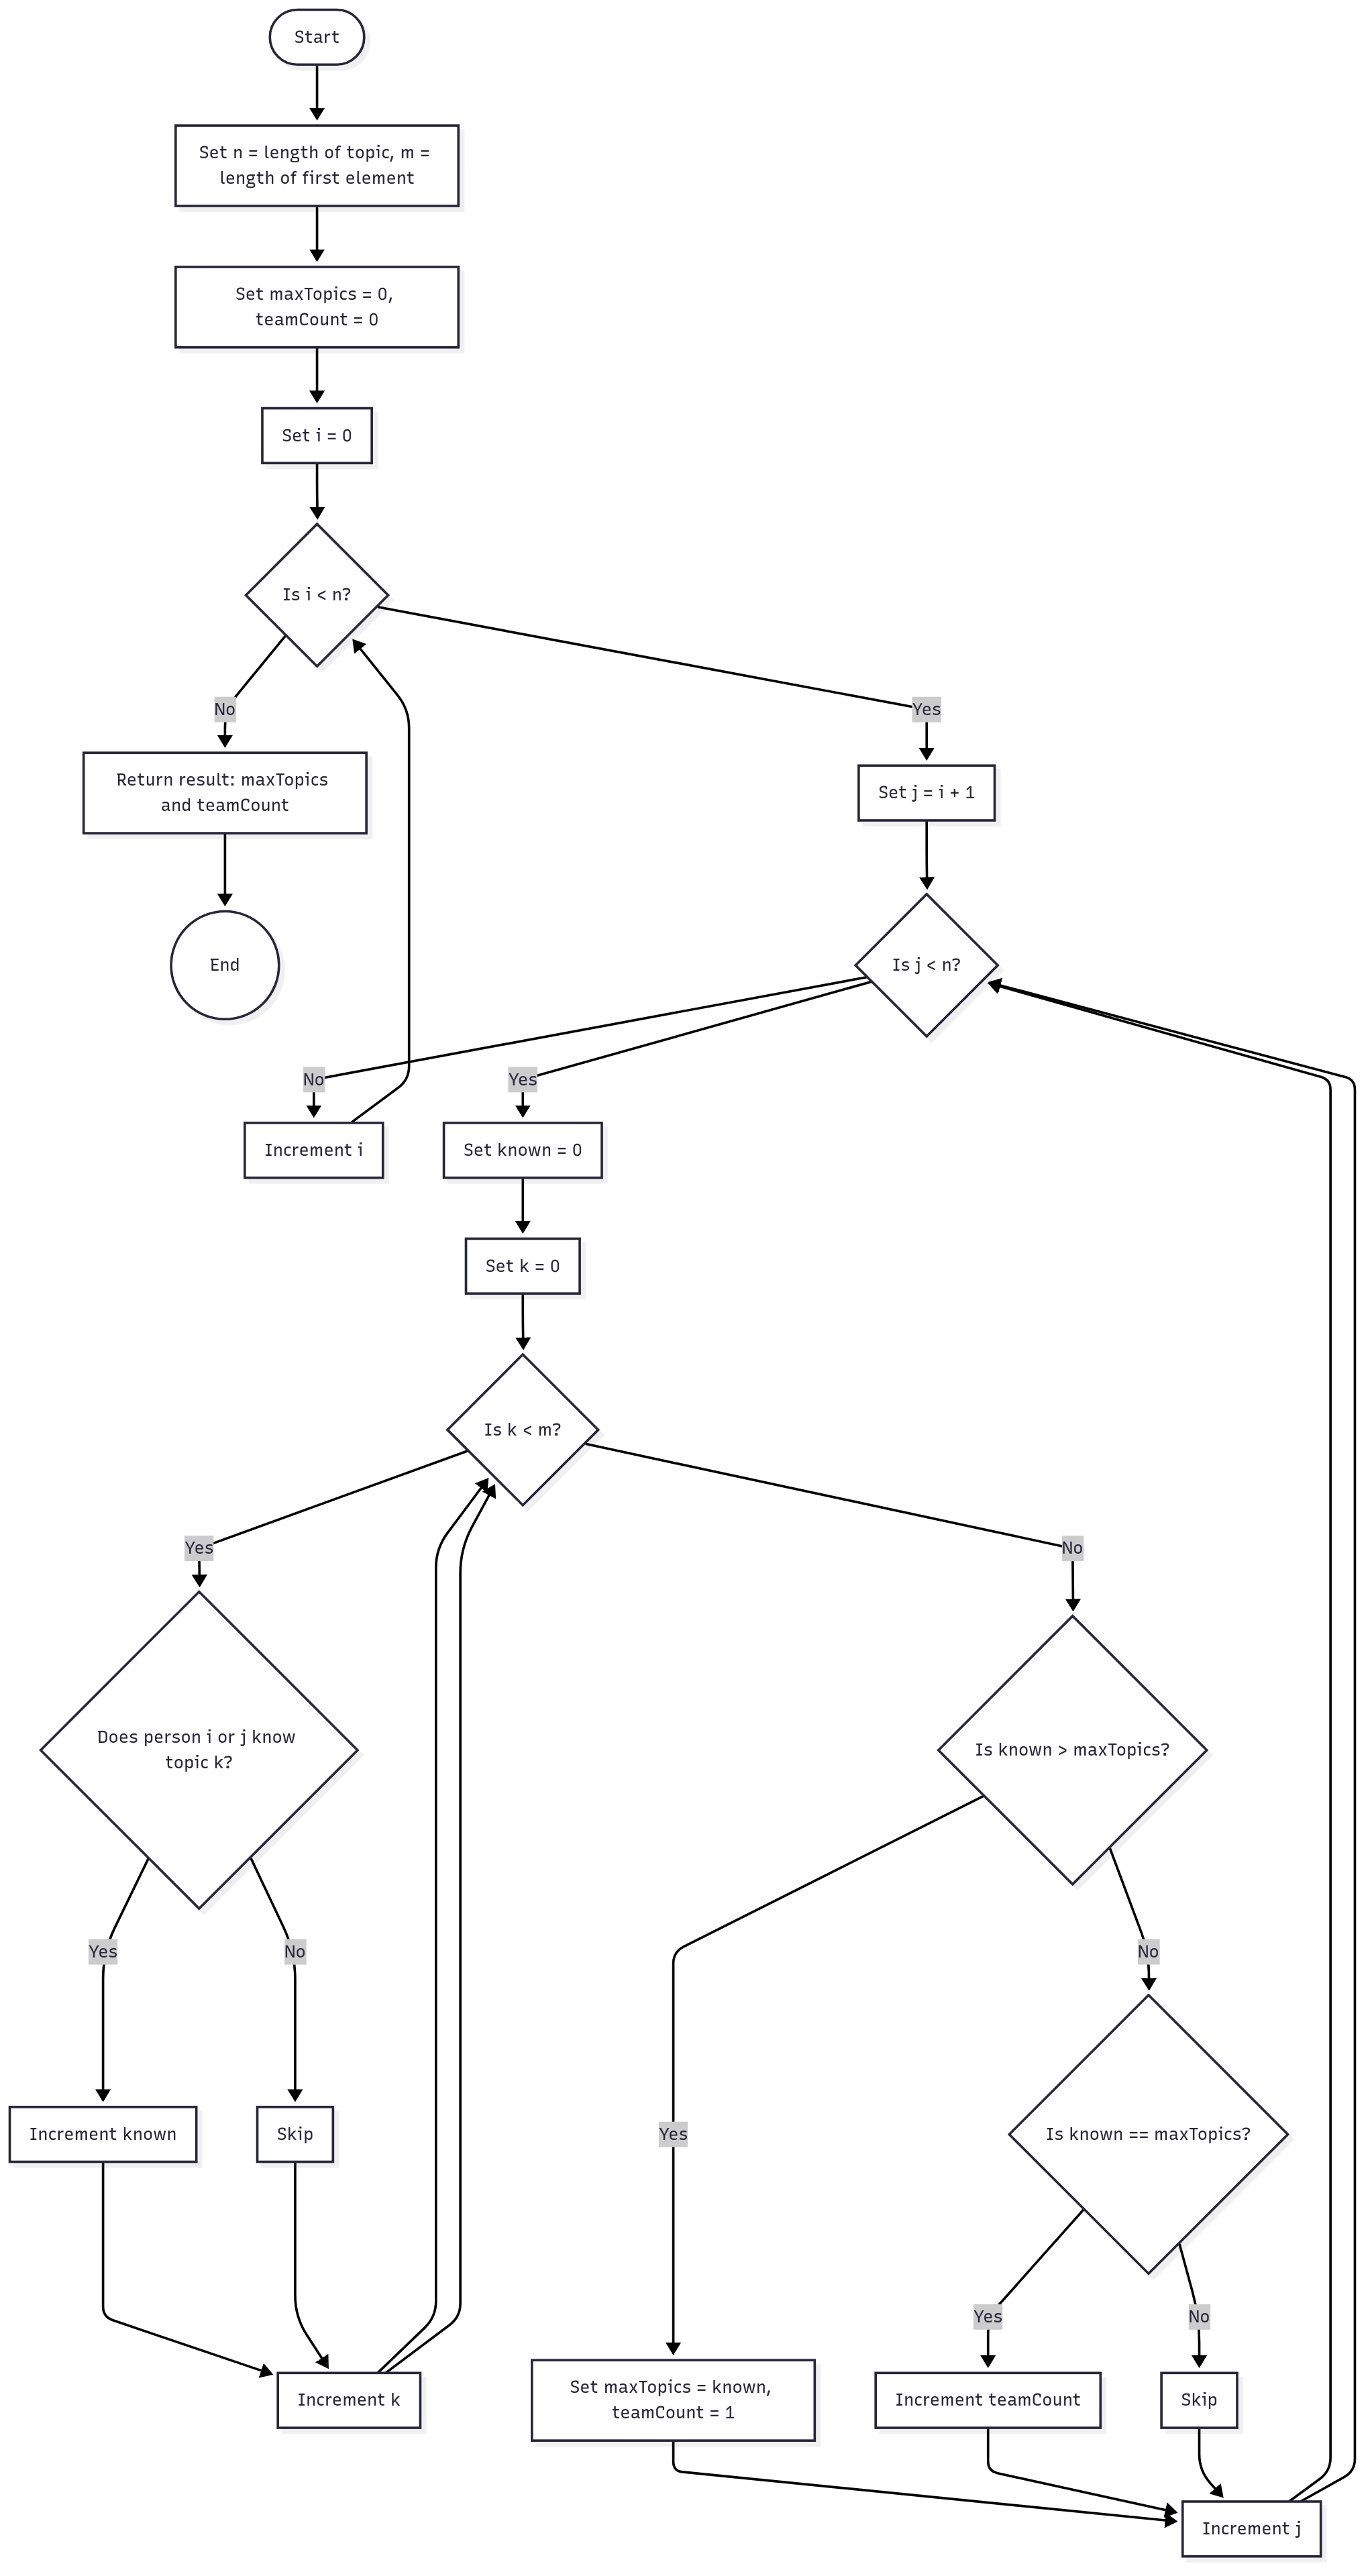 Start
Set n = length of topic, m =
length of first element
Set maxTopics = 0,
teamCount = 0
Set i = 0
Is i < n?
No
Yes
Return result: maxTopics
and teamCount
Set j = i + 1
End
Is j < n?
No
Yes
Increment i
Set known = 0
Set k = 0
Is k < m?
Yes
No
Does person i or j know
topic k?
Is known > maxTopics?
Yes
No
No
Increment known
Skip
Yes
Is known == maxTopics?
Yes
No
Increment k
Set maxTopics = known,
teamCount = 1
Increment teamCount
Skip
Increment j